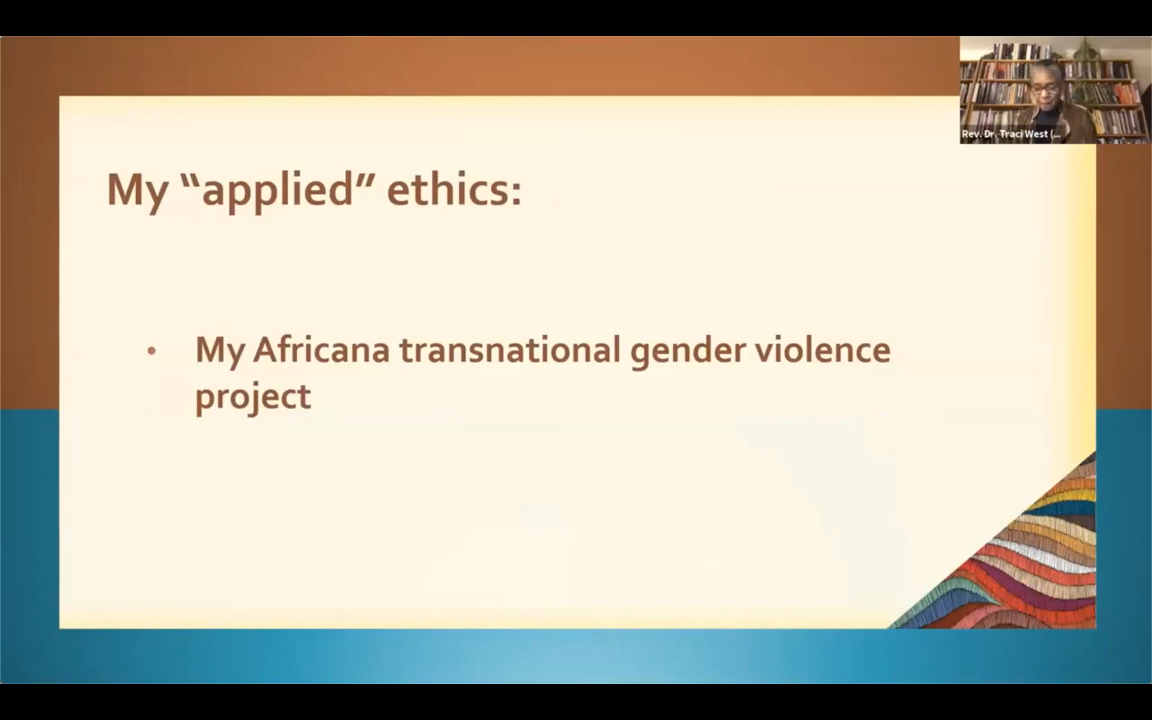 Rev. Dr. Traci West (...
My “applied” ethics:
• My Africana transnational gender violence
project